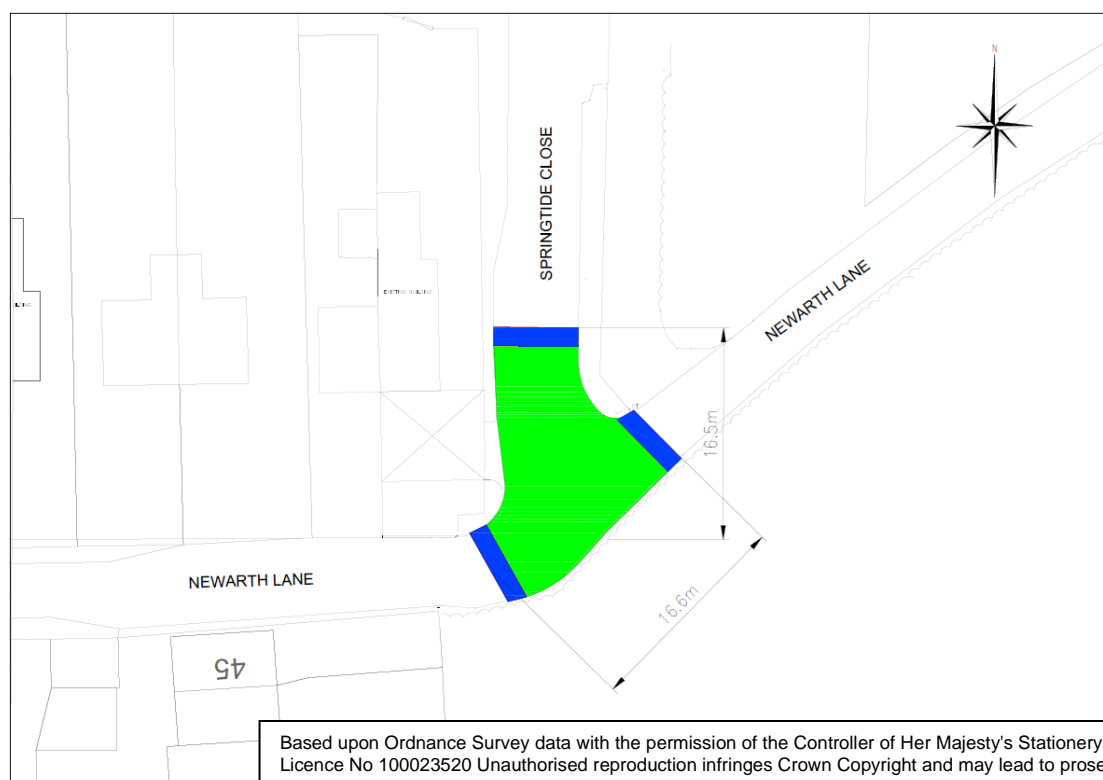 N
SPRINGTIDE CLOSE
NEWARTH LANE
EXISTING BUILDING
16.5m
NEWARTH LANE
16.6m
45
Based upon Ordnance Survey data with the permission of the Controller of Her Majesty's Stationery
Licence No 100023520 Unauthorised reproduction infringes Crown Copyright and may lead to prose